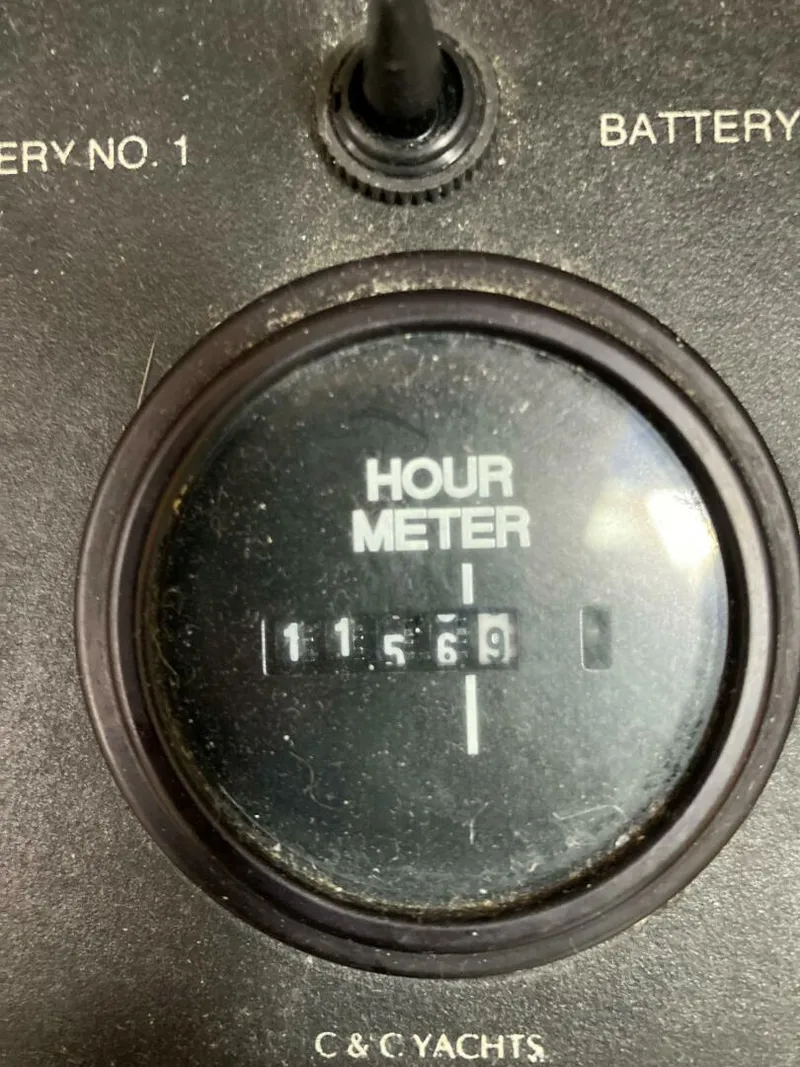 ERY NO. 1
BATTERY
HOUR
METER
11569
C & C YACHTS